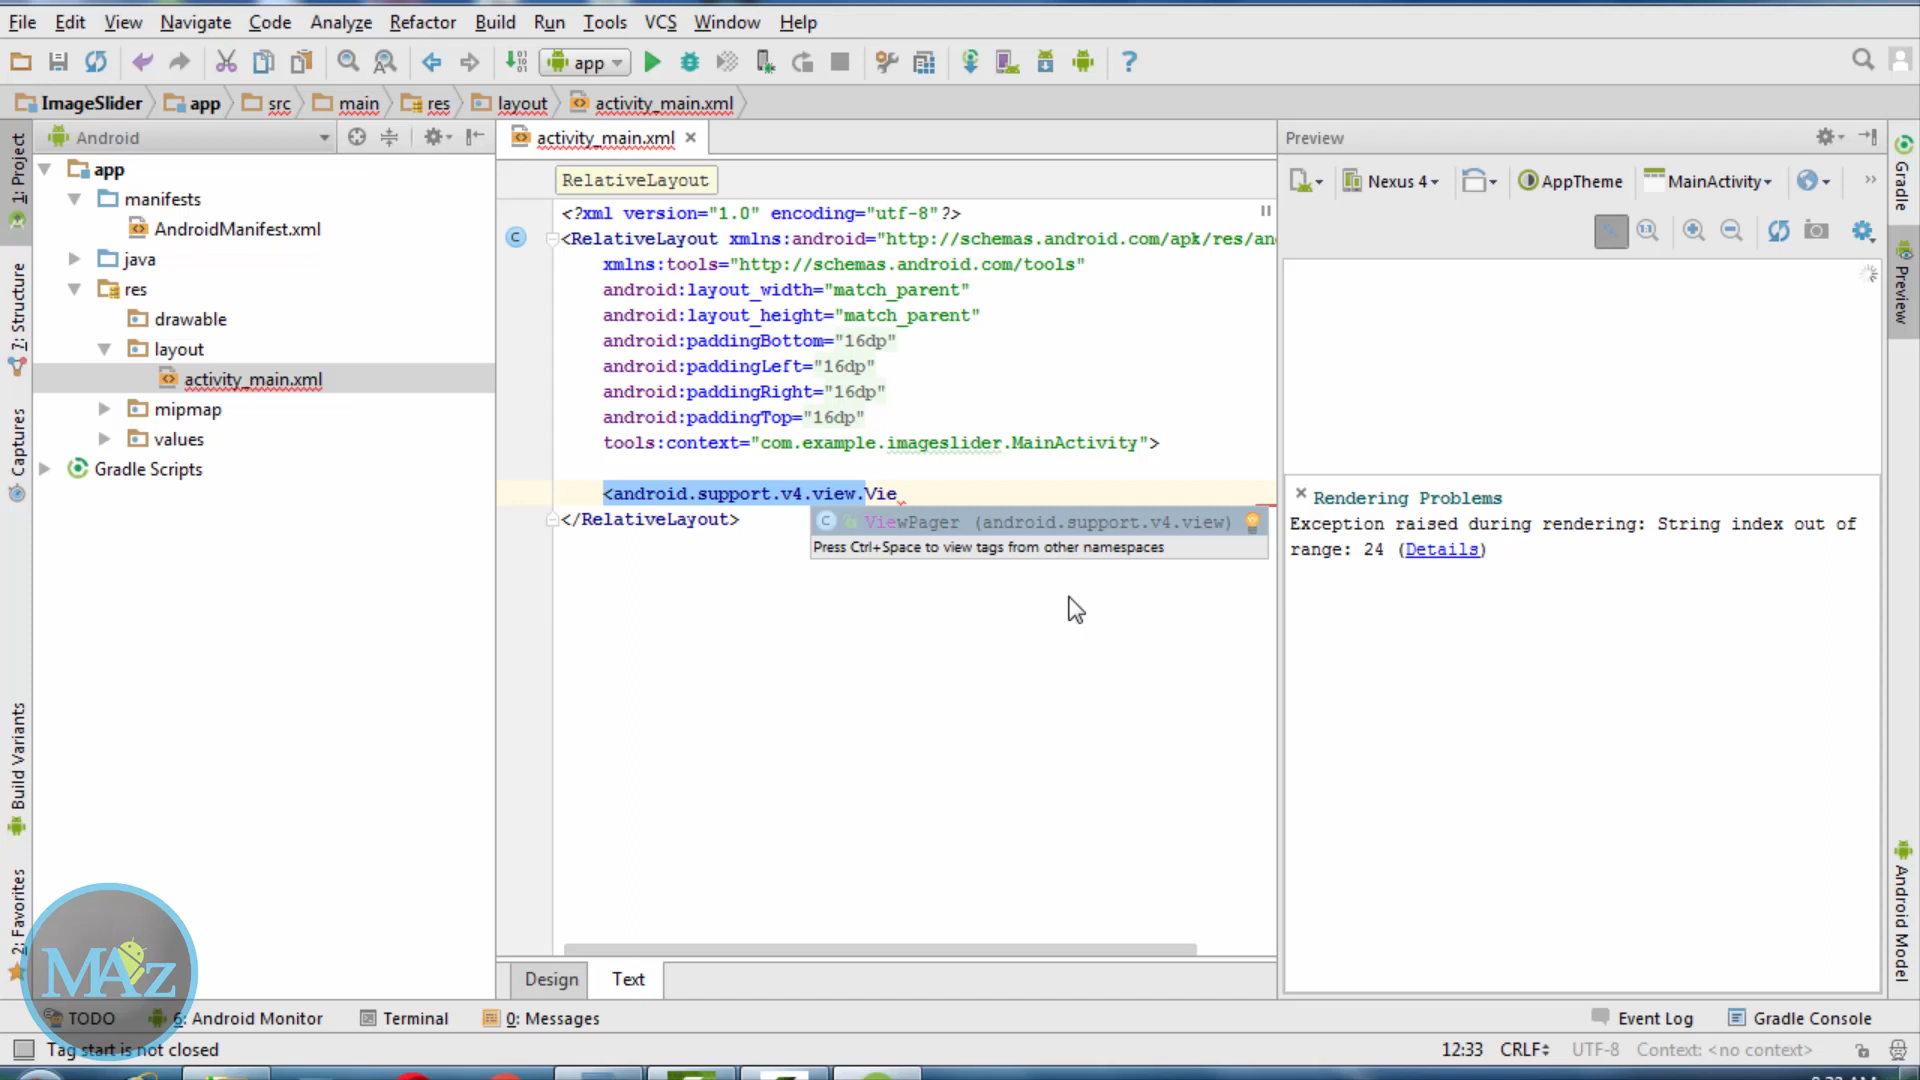 File Edit View Navigate Code Analyze Refactor Build Run Tools VCS Window Help
app
ImageSlider app src main res layout activity_main.xml
1: Project
7: Structure
Captures
Build Variants
2: Favorites
Android
app
manifests
AndroidManifest.xml
java
res
drawable
layout
activity_main.xml
mipmap
values
Gradle Scripts
activity_main.xml
RelativeLayout
<?xml version="1.0" encoding="utf-8"?>
<RelativeLayout xmlns:android="http://schemas.android.com/apk/res/an
xmlns:tools="http://schemas.android.com/tools"
android:layout_width="match_parent"
android:layout_height="match_parent"
android:paddingBottom="16dp"
android:paddingLeft="16dp"
android:paddingRight="16dp"
android:paddingTop="16dp"
tools:context="com.example.imageslider.MainActivity">
<android.support.v4.view.Vie
</RelativeLayout>
ViewPager (android.support.v4.view)
Press Ctrl+Space to view tags from other namespaces
Design Text
Preview
Nexus 4 AppTheme MainActivity
Rendering Problems
Exception raised during rendering: String index out of
range: 24 (Details)
Gradle
Preview
Android Model
MAz
TODO 6: Android Monitor Terminal 0: Messages Event Log Gradle Console
Tag start is not closed 12:33 CRLF UTF-8 Context: <no context>